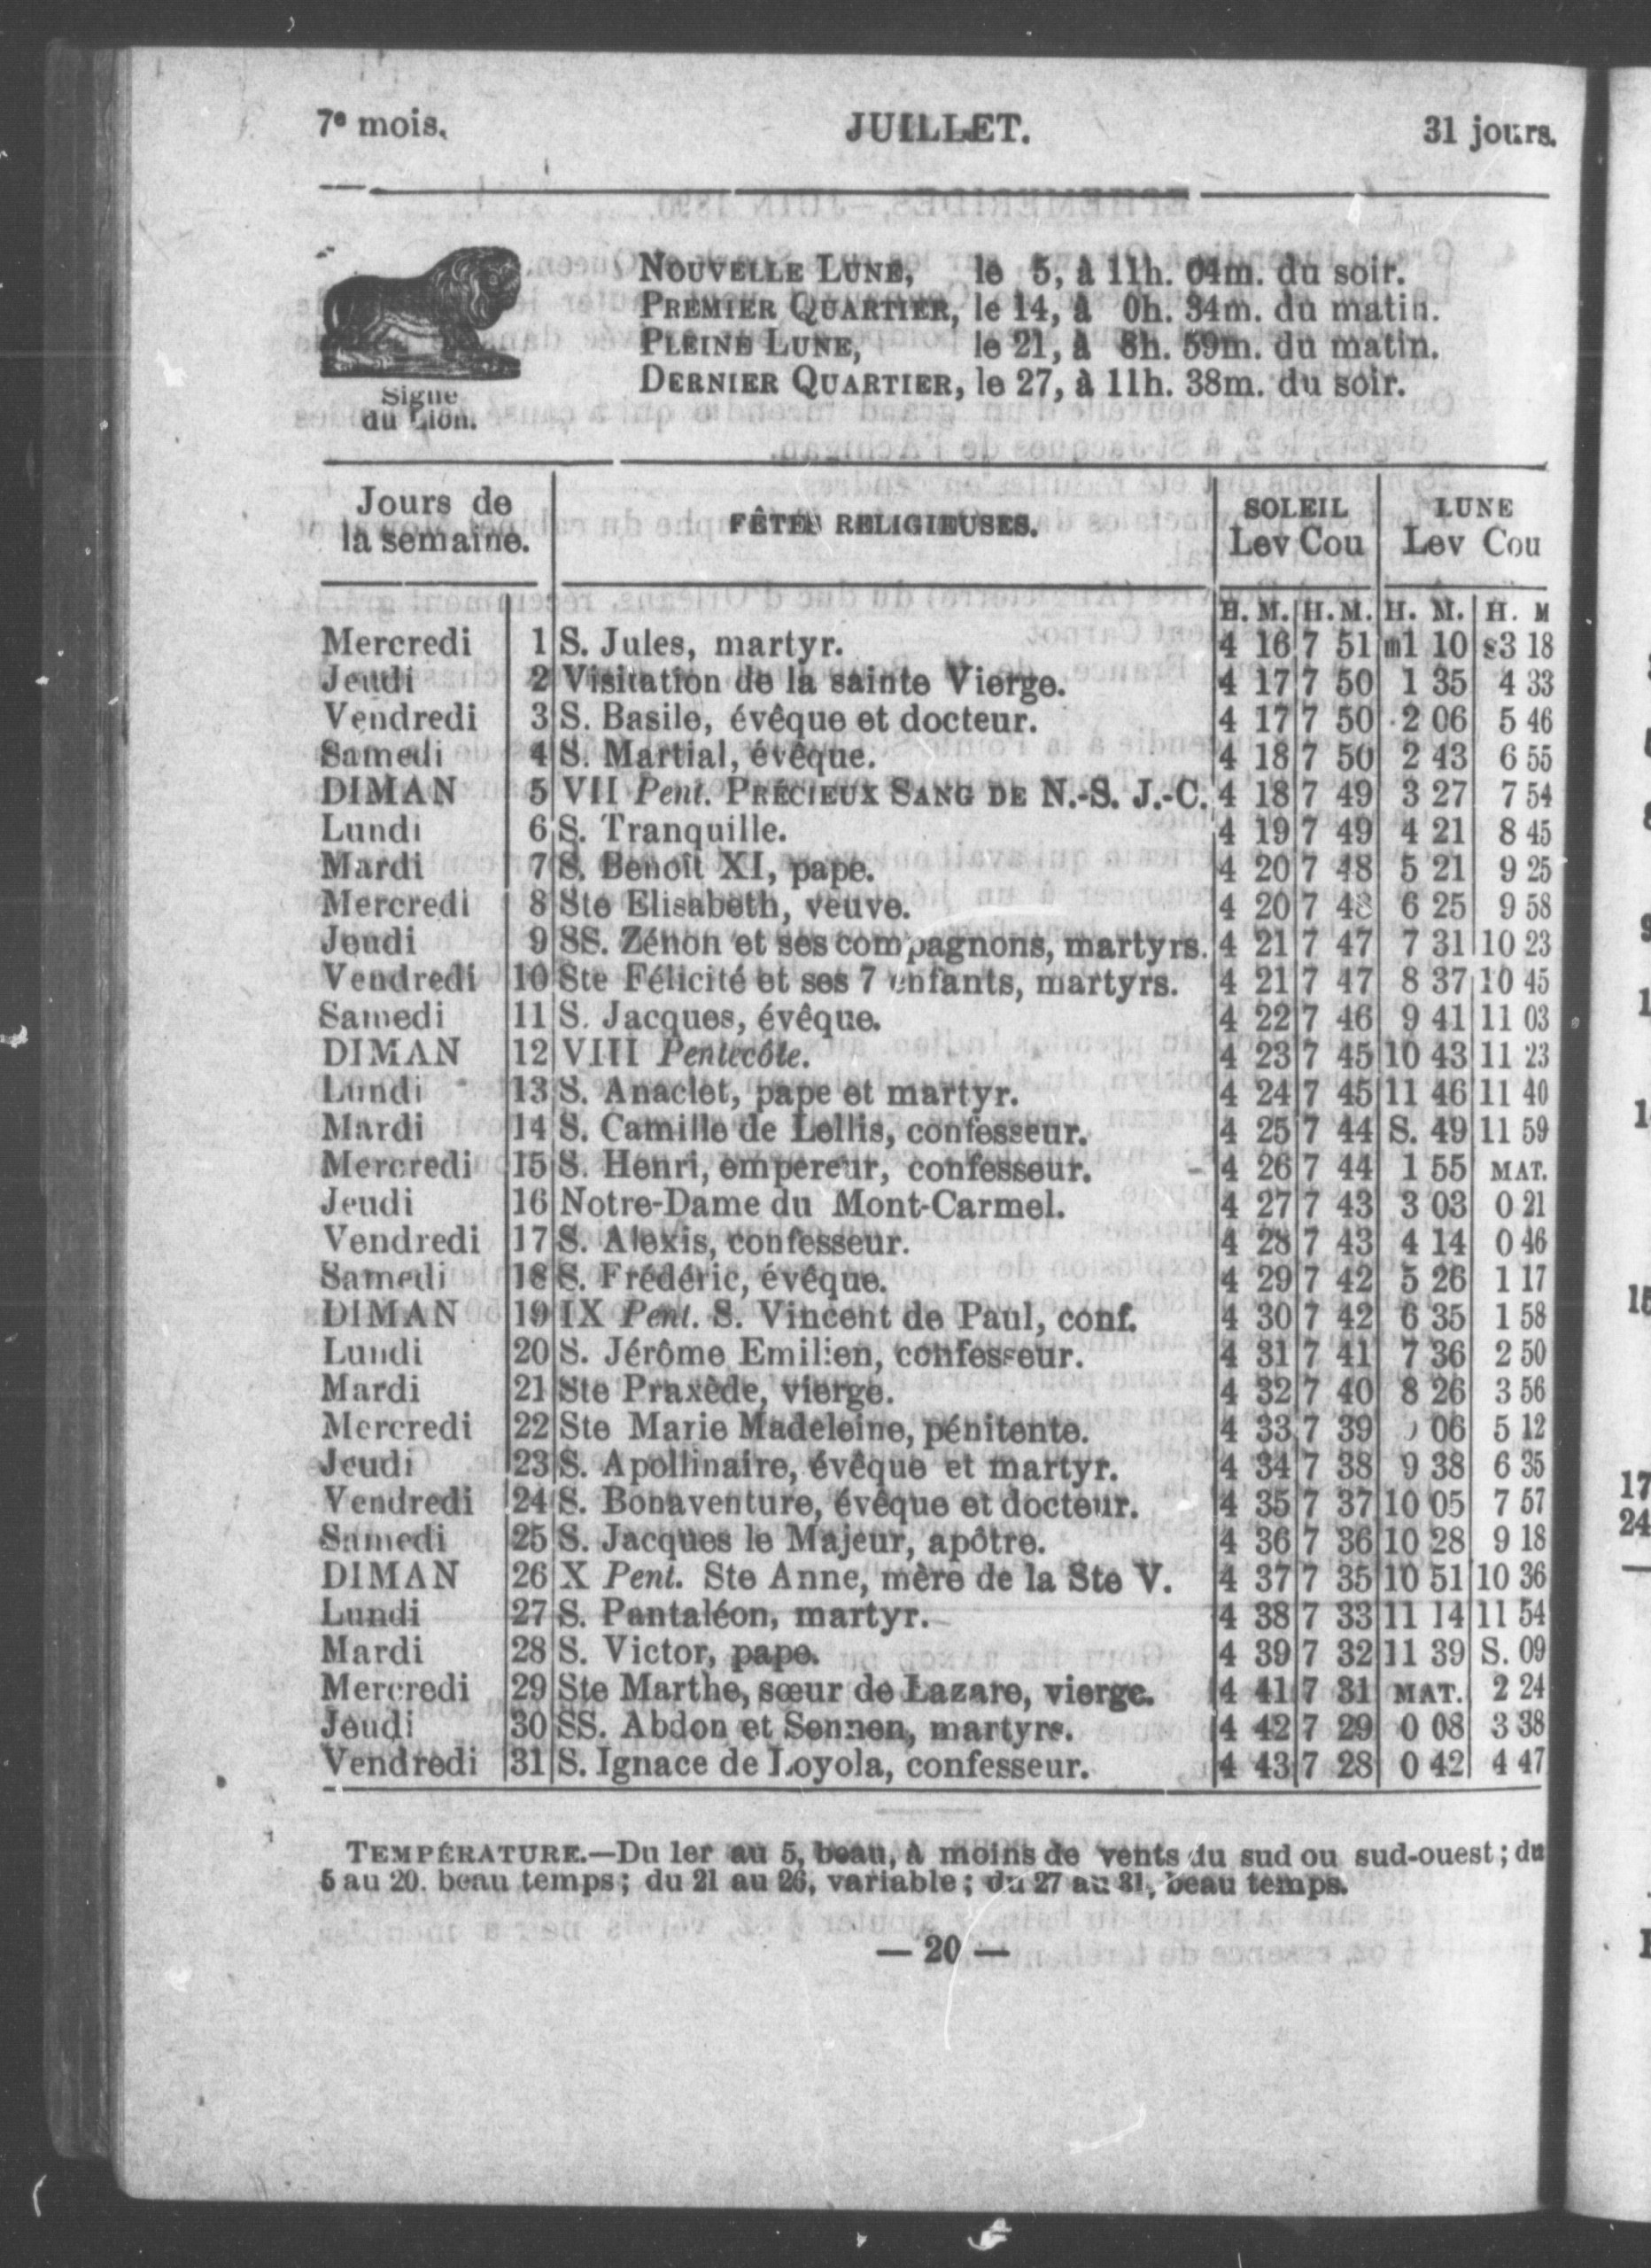 7e mois. JUILLET. 31 jours.
NOUVELLE LUNE, le 5, à 11h. 04m. du soir.
PREMIER QUARTIER, le 14, à 0h. 34m. du matin.
PLEINE LUNE, le 21, à 8h. 59m. du matin.
DERNIER QUARTIER, le 27, à 11h. 38m. du soir.
Signe
du Lion.
Jours de la semaine. FÊTES RELIGIEUSES. SOLEIL Lev Cou LUNE Lev Cou
H. M. H. M. H. M. H. M
Mercredi 1 S. Jules, martyr. 4 16 7 51 m1 10 s3 18
Jeudi 2 Visitation de la sainte Vierge. 4 17 7 50 1 35 4 33
Vendredi 3 S. Basile, évêque et docteur. 4 17 7 50 2 06 5 46
Samedi 4 S. Martial, évêque. 4 18 7 50 2 43 6 55
DIMAN 5 VII Pent. PRÉCIEUX SANG DE N.-S. J.-C. 4 18 7 49 3 27 7 54
Lundi 6 S. Tranquille. 4 19 7 49 4 21 8 45
Mardi 7 S. Benoît XI, pape. 4 20 7 48 5 21 9 25
Mercredi 8 Ste Elisabeth, veuve. 4 20 7 48 6 25 9 58
Jeudi 9 SS. Zénon et ses compagnons, martyrs. 4 21 7 47 7 31 10 23
Vendredi 10 Ste Félicité et ses 7 enfants, martyrs. 4 21 7 47 8 37 10 45
Samedi 11 S. Jacques, évêque. 4 22 7 46 9 41 11 03
DIMAN 12 VIII Pentecôte. 4 23 7 45 10 43 11 23
Lundi 13 S. Anaclet, pape et martyr. 4 24 7 45 11 46 11 40
Mardi 14 S. Camille de Lellis, confesseur. 4 25 7 44 S. 49 11 59
Mercredi 15 S. Henri, empereur, confesseur. 4 26 7 44 1 55 MAT.
Jeudi 16 Notre-Dame du Mont-Carmel. 4 27 7 43 3 03 0 21
Vendredi 17 S. Alexis, confesseur. 4 28 7 43 4 14 0 46
Samedi 18 S. Frédéric, évêque. 4 29 7 42 5 26 1 17
DIMAN 19 IX Pent. S. Vincent de Paul, conf. 4 30 7 42 6 35 1 58
Lundi 20 S. Jérôme Emilien, confesseur. 4 31 7 41 7 36 2 50
Mardi 21 Ste Praxède, vierge. 4 32 7 40 8 26 3 56
Mercredi 22 Ste Marie Madeleine, pénitente. 4 33 7 39 06 5 12
Jeudi 23 S. Apollinaire, évêque et martyr. 4 34 7 38 9 38 6 35
Vendredi 24 S. Bonaventure, évêque et docteur. 4 35 7 37 10 05 7 57
Samedi 25 S. Jacques le Majeur, apôtre. 4 36 7 36 10 28 9 18
DIMAN 26 X Pent. Ste Anne, mère de la Ste V. 4 37 7 35 10 51 10 36
Lundi 27 S. Pantaléon, martyr. 4 38 7 33 11 14 11 54
Mardi 28 S. Victor, pape. 4 39 7 32 11 39 S. 09
Mercredi 29 Ste Marthe, sœur de Lazare, vierge. 4 41 7 31 MAT. 2 24
Jeudi 30 SS. Abdon et Sennen, martyrs. 4 42 7 29 0 08 3 38
Vendredi 31 S. Ignace de Loyola, confesseur. 4 43 7 28 0 42 4 47
TEMPÉRATURE.—Du 1er au 5, beau, à moins de vents du sud ou sud-ouest; du
5 au 20. beau temps; du 21 au 26, variable; du 27 au 31, beau temps.
— 20 —